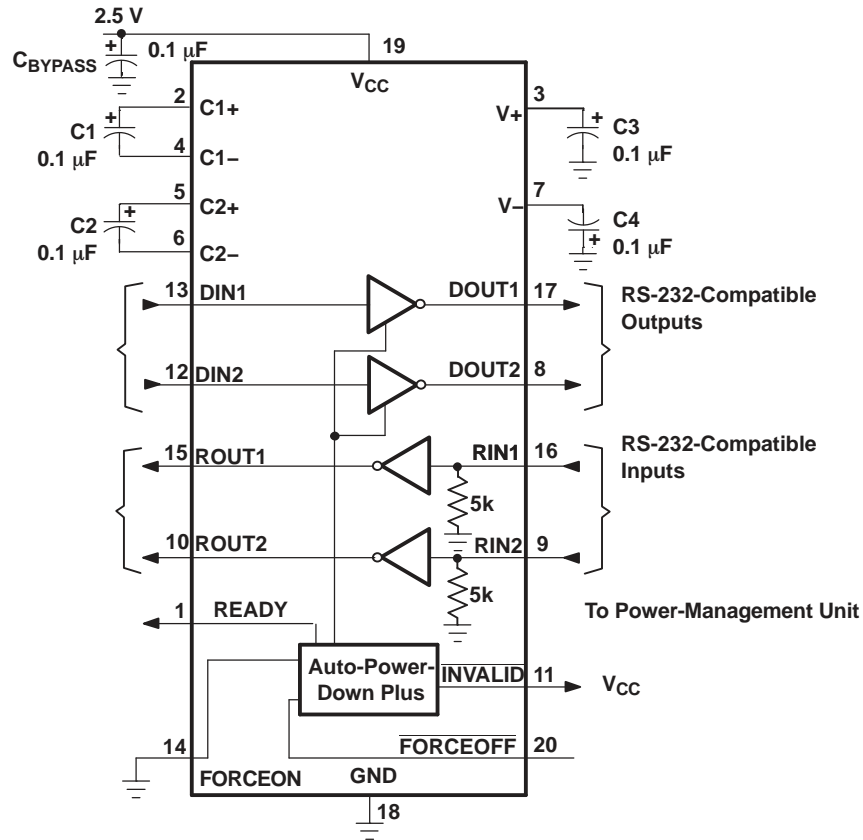 2.5 V
C_BYPASS
+
0.1 μF
19
V_CC
2
C1+
+
C1
0.1 μF
4
C1−
3
V+
+
C3
0.1 μF
5
C2+
+
C2
0.1 μF
6
C2−
7
V−
C4
+
0.1 μF
13
DIN1
DOUT1
17
RS-232-Compatible
Outputs
12
DIN2
DOUT2
8
15
ROUT1
RIN1
16
RS-232-Compatible
Inputs
5k
10
ROUT2
RIN2
9
5k
1
READY
To Power-Management Unit
Auto-Power-
Down Plus
INVALID
11
V_CC
14
FORCEON
FORCEOFF
20
GND
18